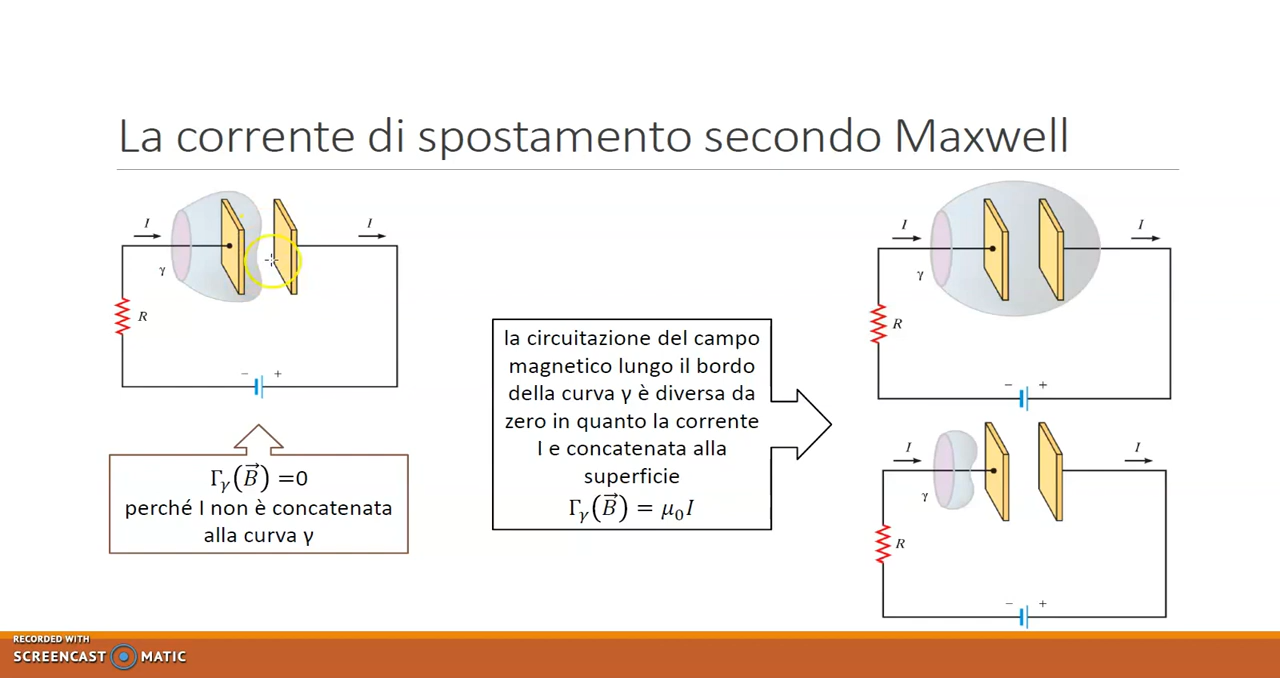 La corrente di spostamento secondo Maxwell
I
I
γ
R
− +
Γγ(B⃗) =0
perché I non è concatenata
alla curva γ
la circuitazione del campo
magnetico lungo il bordo
della curva γ è diversa da
zero in quanto la corrente
I e concatenata alla
superficie
Γγ(B⃗) = μ₀I
I
I
γ
R
− +
I
I
γ
R
− +
RECORDED WITH
SCREENCAST MATIC